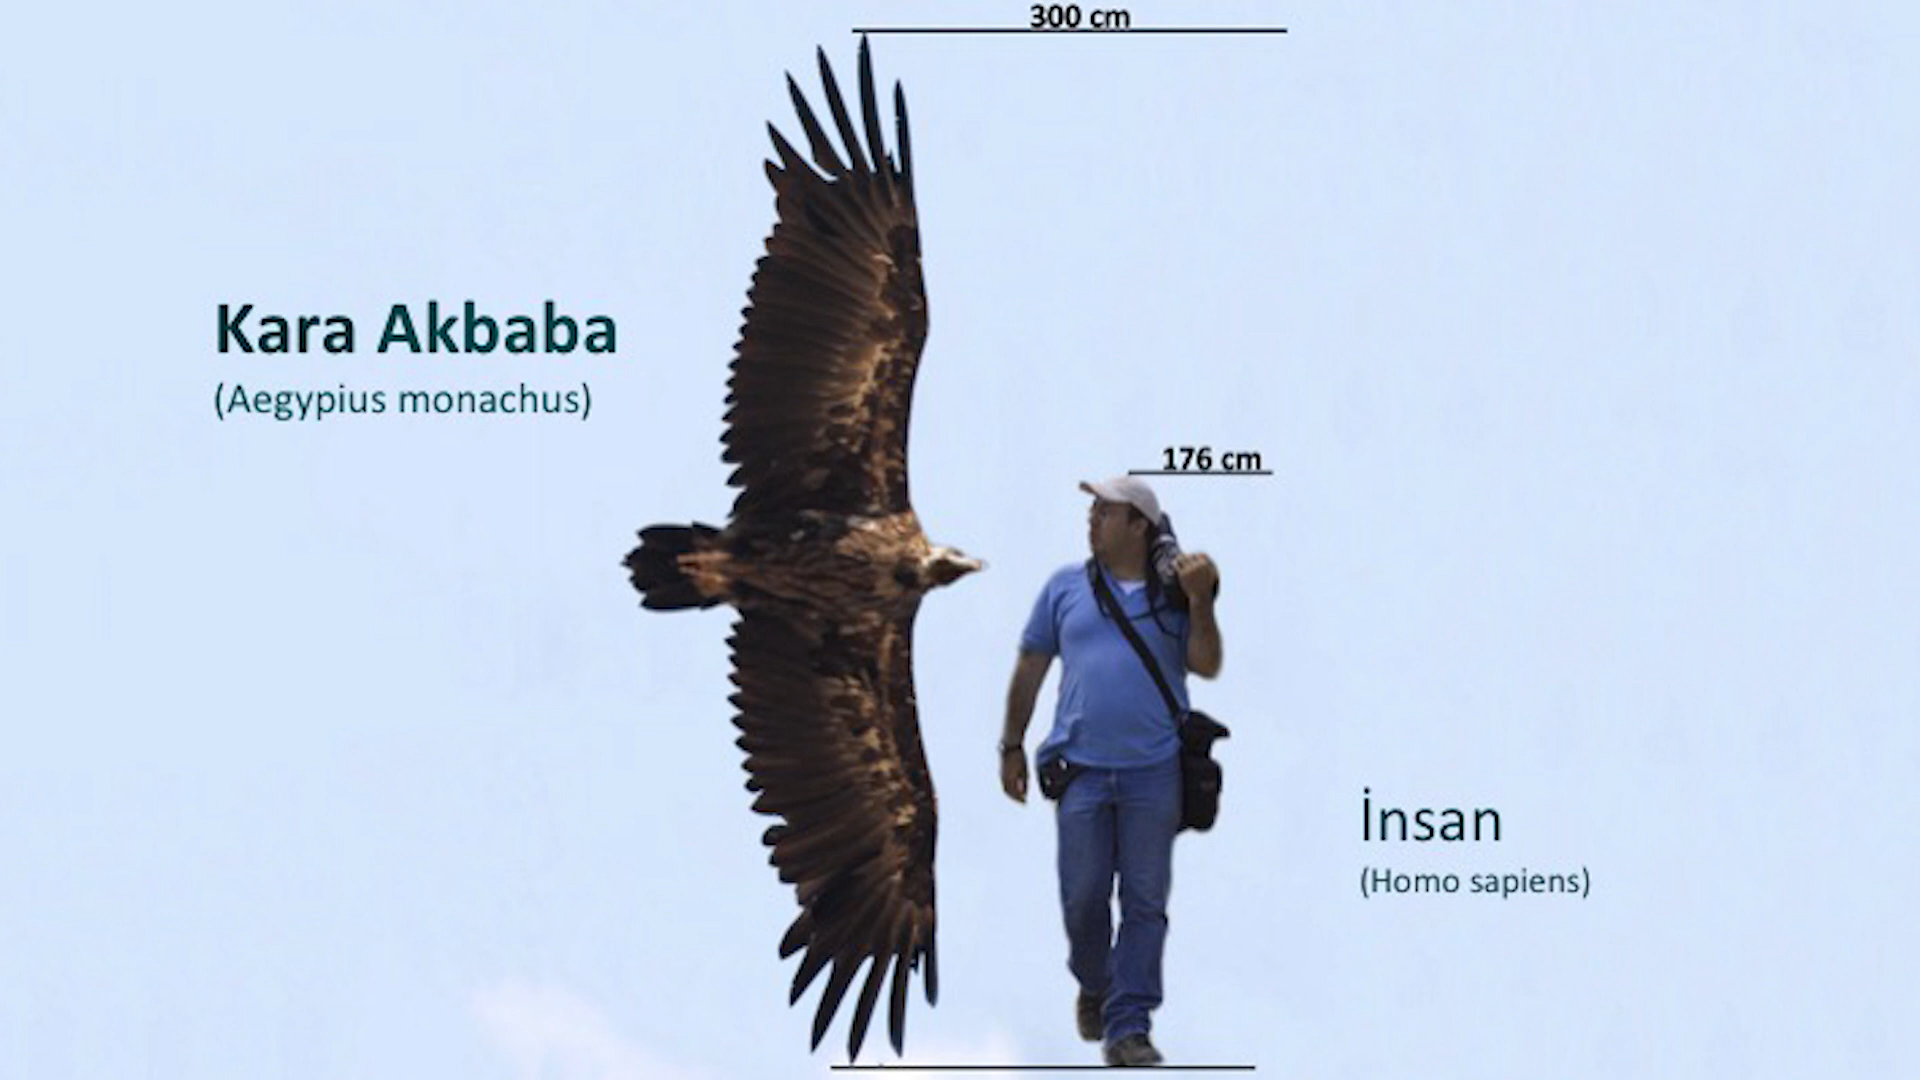 300 cm
Kara Akbaba
(Aegypius monachus)
176 cm
İnsan
(Homo sapiens)